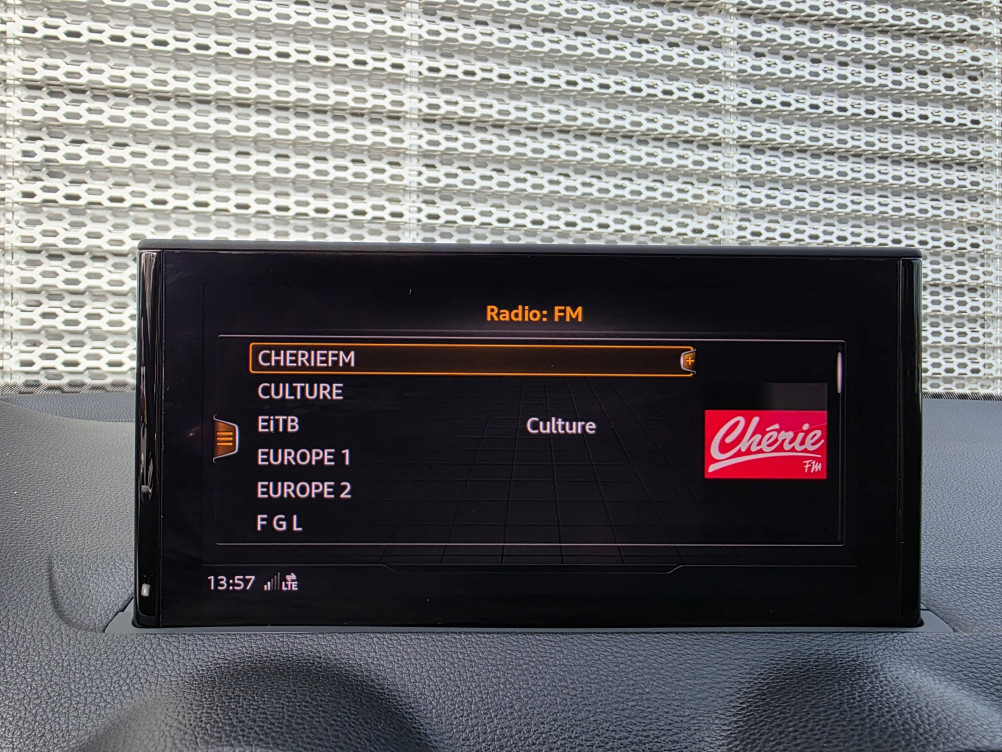 Radio: FM
CHERIEFM
CULTURE
EiTB Culture
EUROPE 1
EUROPE 2
F G L
Chérie
FM
13:57 LTE